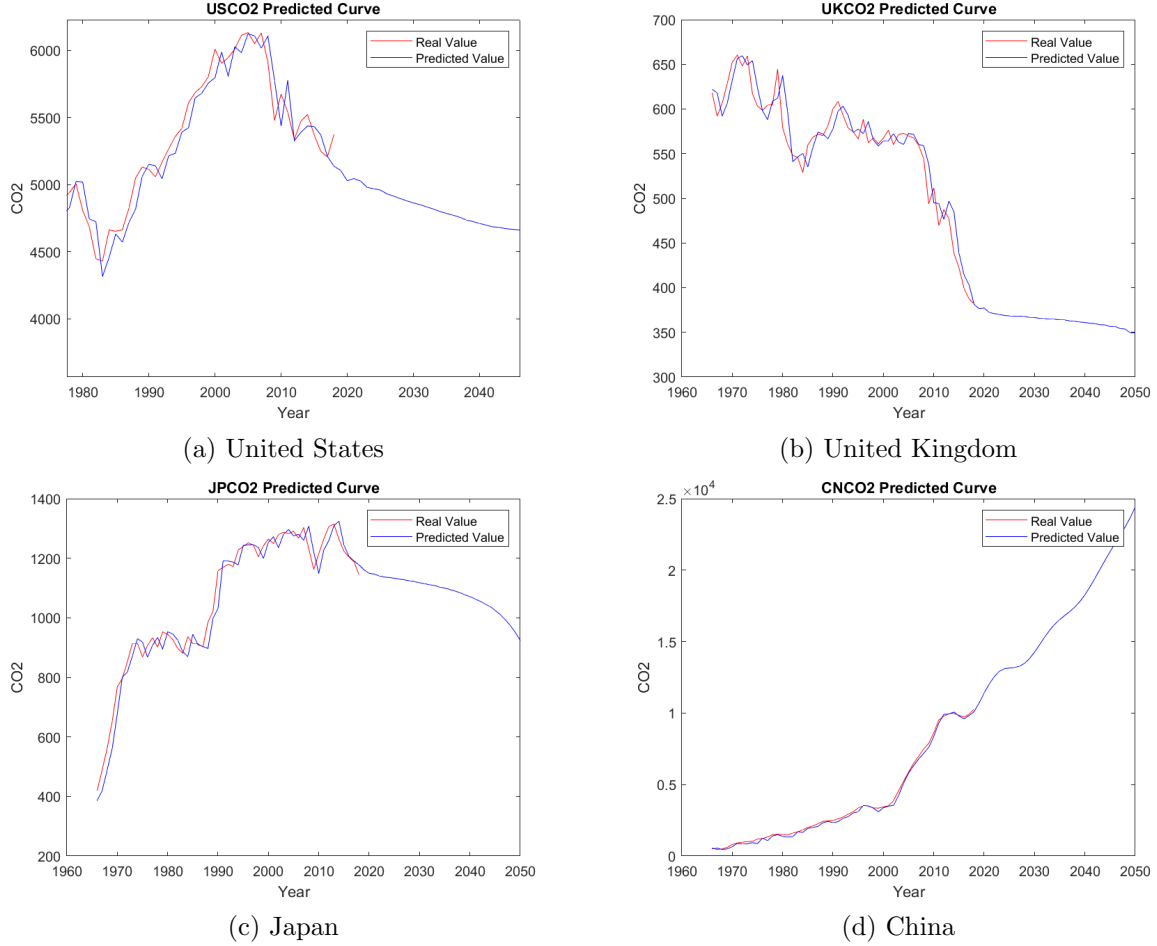 USCO2 Predicted Curve
Real Value
Predicted Value
CO2
6000
5500
5000
4500
4000
1980 1990 2000 2010 2020 2030 2040
Year
(a) United States
UKCO2 Predicted Curve
Real Value
Predicted Value
CO2
700
650
600
550
500
450
400
350
300
1960 1970 1980 1990 2000 2010 2020 2030 2040 2050
Year
(b) United Kingdom
JPCO2 Predicted Curve
Real Value
Predicted Value
CO2
1400
1200
1000
800
600
400
200
1960 1970 1980 1990 2000 2010 2020 2030 2040 2050
Year
(c) Japan
CNCO2 Predicted Curve
×10⁴
Real Value
Predicted Value
CO2
2.5
2
1.5
1
0.5
0
1960 1970 1980 1990 2000 2010 2020 2030 2040 2050
Year
(d) China